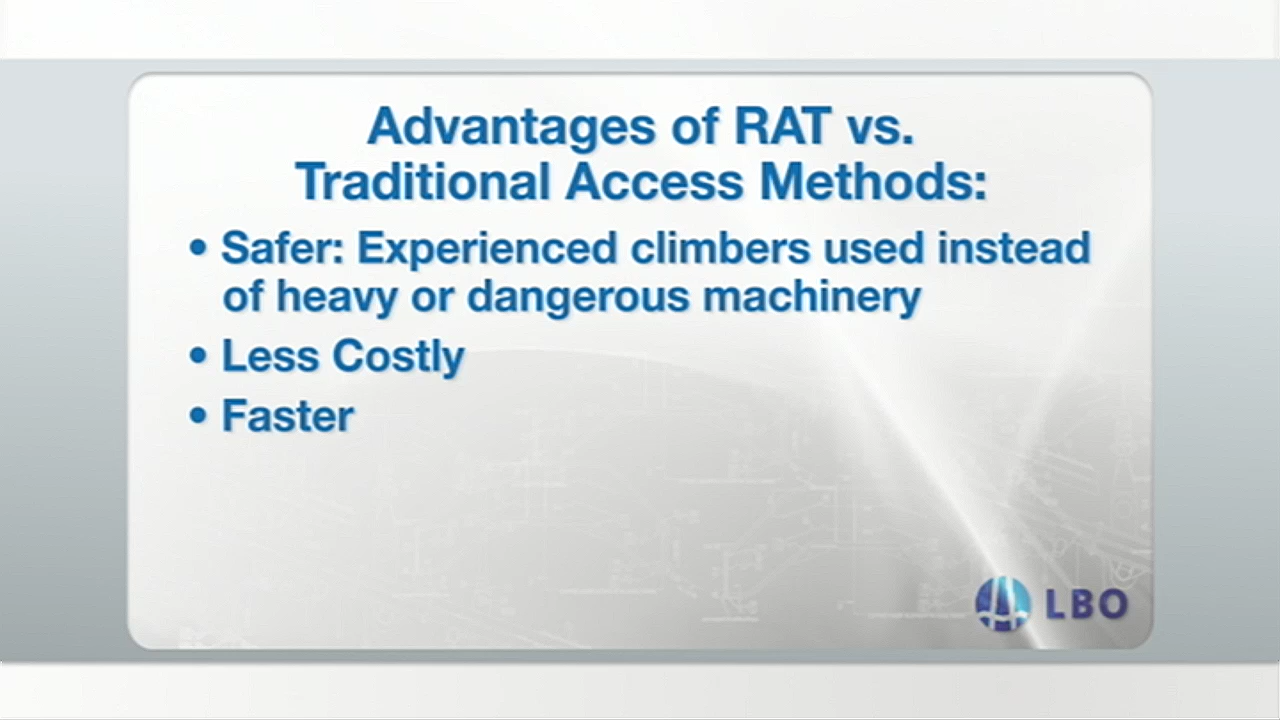 Advantages of RAT vs.
Traditional Access Methods:
• Safer: Experienced climbers used instead
of heavy or dangerous machinery
• Less Costly
• Faster
LBO